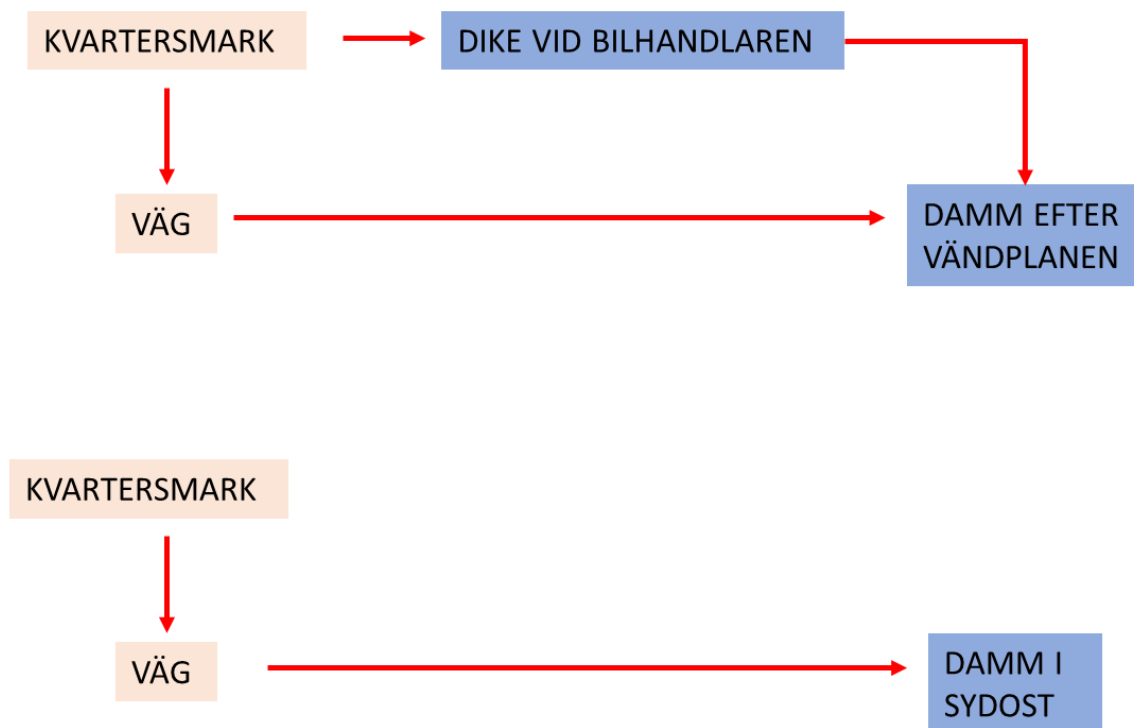 KVARTERSMARK
DIKE VID BILHANDLAREN
VÄG
DAMM EFTER
VÄNDPLANEN
KVARTERSMARK
VÄG
DAMM I
SYDOST